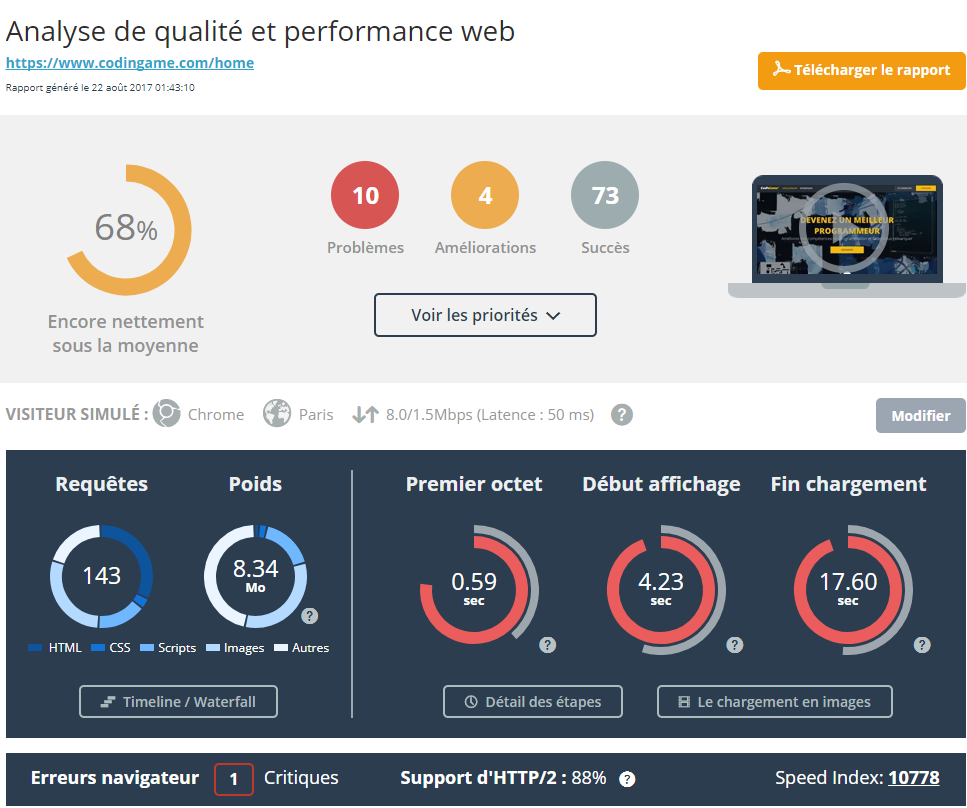 Analyse de qualité et performance web
https://www.codingame.com/home
Rapport généré le 22 août 2017 01:43:10
Télécharger le rapport
68%
Encore nettement
sous la moyenne
10
Problèmes
4
Améliorations
73
Succès
Voir les priorités
DEVENEZ UN MEILLEUR
PROGRAMMEUR
VISITEUR SIMULÉ :
Chrome
Paris
8.0/1.5Mbps (Latence : 50 ms)
?
Modifier
Requêtes
Poids
Premier octet
Début affichage
Fin chargement
143
8.34
Mo
?
0.59
sec
?
4.23
sec
?
17.60
sec
?
HTML
CSS
Scripts
Images
Autres
Timeline / Waterfall
Détail des étapes
Le chargement en images
Erreurs navigateur 1 Critiques
Support d'HTTP/2 : 88% ?
Speed Index: 10778